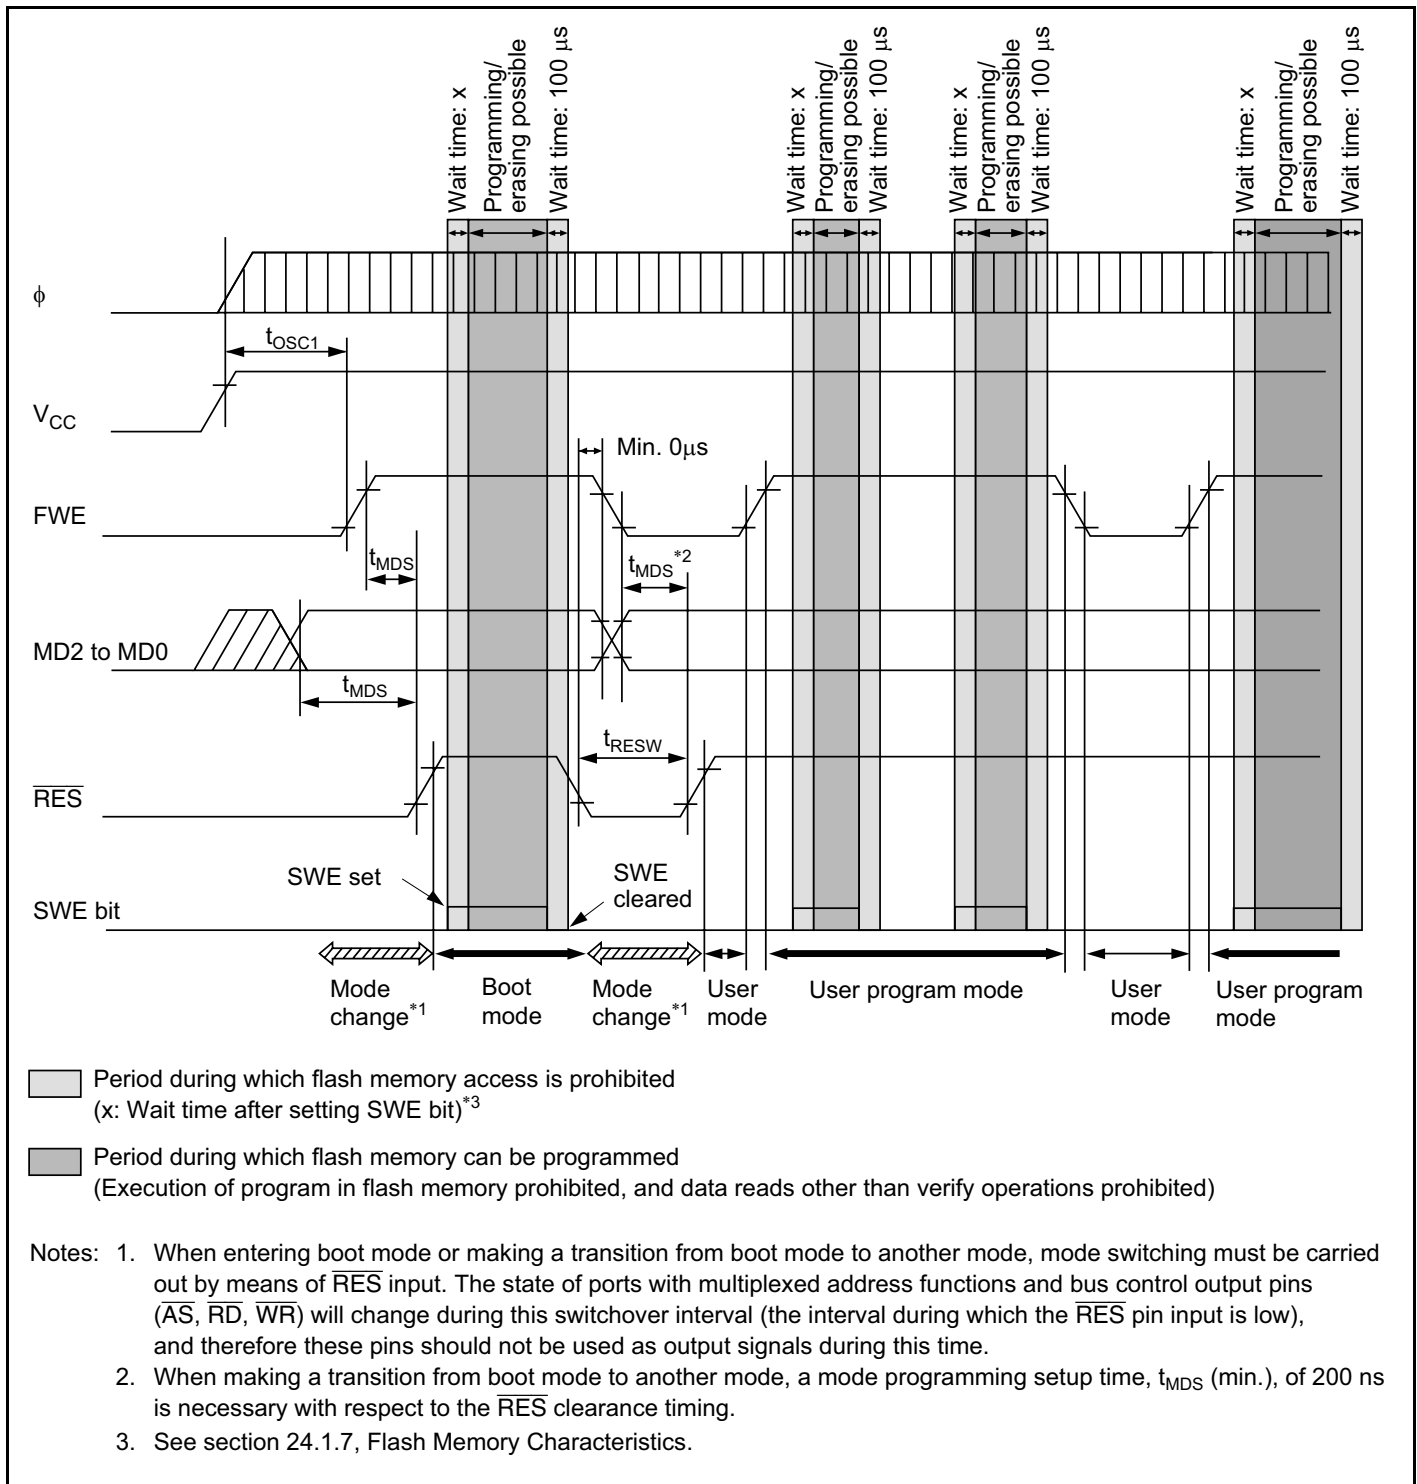 Wait time: x
Programming/
erasing possible
Wait time: 100 μs
Wait time: x
Programming/
erasing possible
Wait time: 100 μs
Wait time: x
Programming/
erasing possible
Wait time: 100 μs
Wait time: x
Programming/
erasing possible
Wait time: 100 μs
ϕ
tOSC1
VCC
Min. 0μs
FWE
tMDS
tMDS*2
MD2 to MD0
tMDS
tRESW
RES
SWE set
SWE
cleared
SWE bit
Mode
change*1
Boot
mode
Mode
change*1
User
mode
User program mode
User
mode
User program
mode
Period during which flash memory access is prohibited
(x: Wait time after setting SWE bit)*3
Period during which flash memory can be programmed
(Execution of program in flash memory prohibited, and data reads other than verify operations prohibited)
Notes: 1. When entering boot mode or making a transition from boot mode to another mode, mode switching must be carried
out by means of RES input. The state of ports with multiplexed address functions and bus control output pins
(AS, RD, WR) will change during this switchover interval (the interval during which the RES pin input is low),
and therefore these pins should not be used as output signals during this time.
2. When making a transition from boot mode to another mode, a mode programming setup time, tMDS (min.), of 200 ns
is necessary with respect to the RES clearance timing.
3. See section 24.1.7, Flash Memory Characteristics.